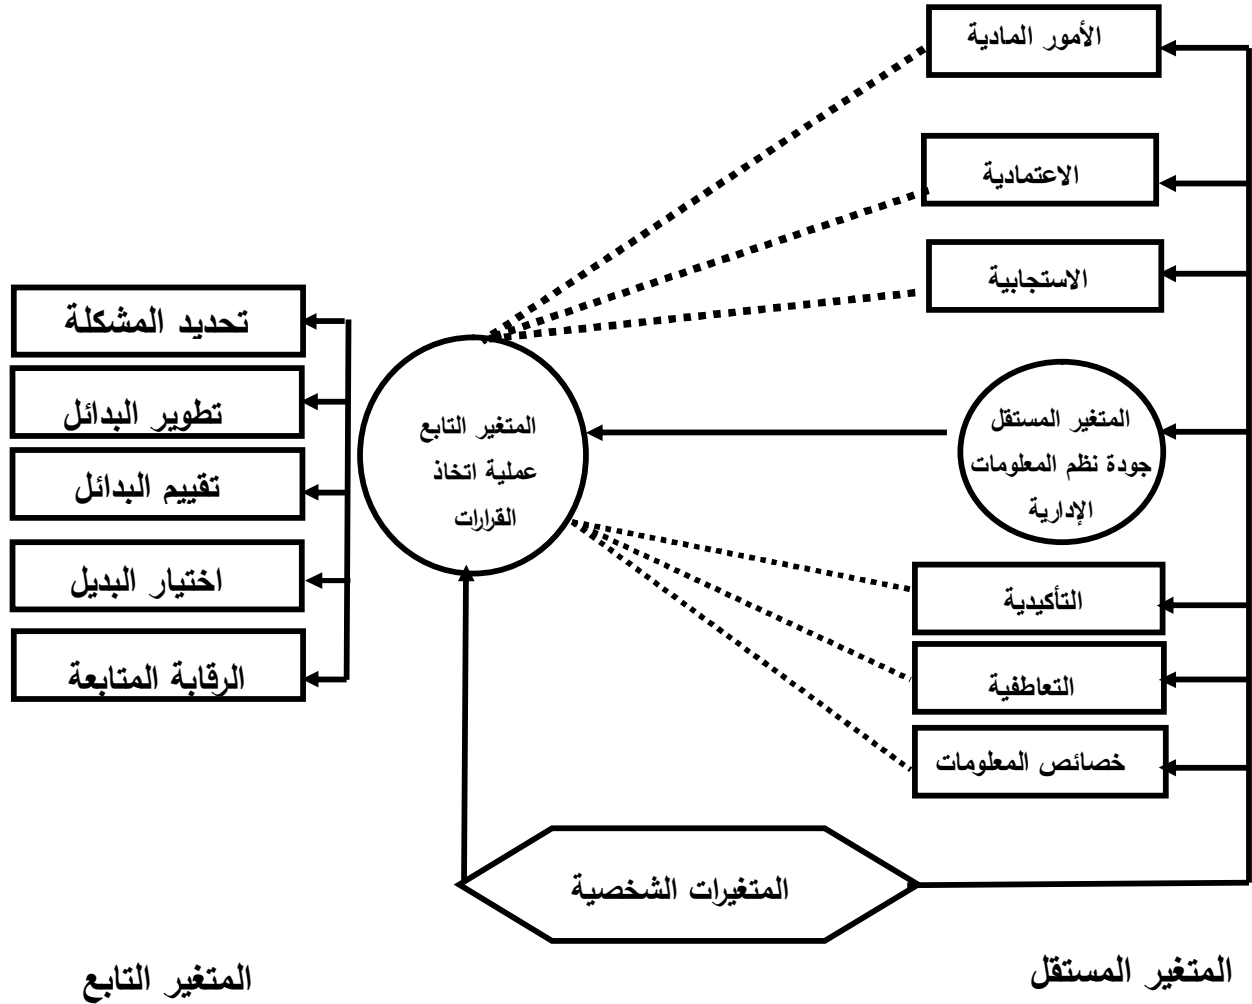 الأمور المادية
الاعتمادية
الاستجابية
المتغير المستقل
جودة نظم المعلومات
الإدارية
التأكيدية
التعاطفية
خصائص المعلومات
المتغير التابع
عملية اتخاذ
القرارات
تحديد المشكلة
تطوير البدائل
تقييم البدائل
اختيار البديل
الرقابة المتابعة
المتغيرات الشخصية
المتغير المستقل
المتغير التابع